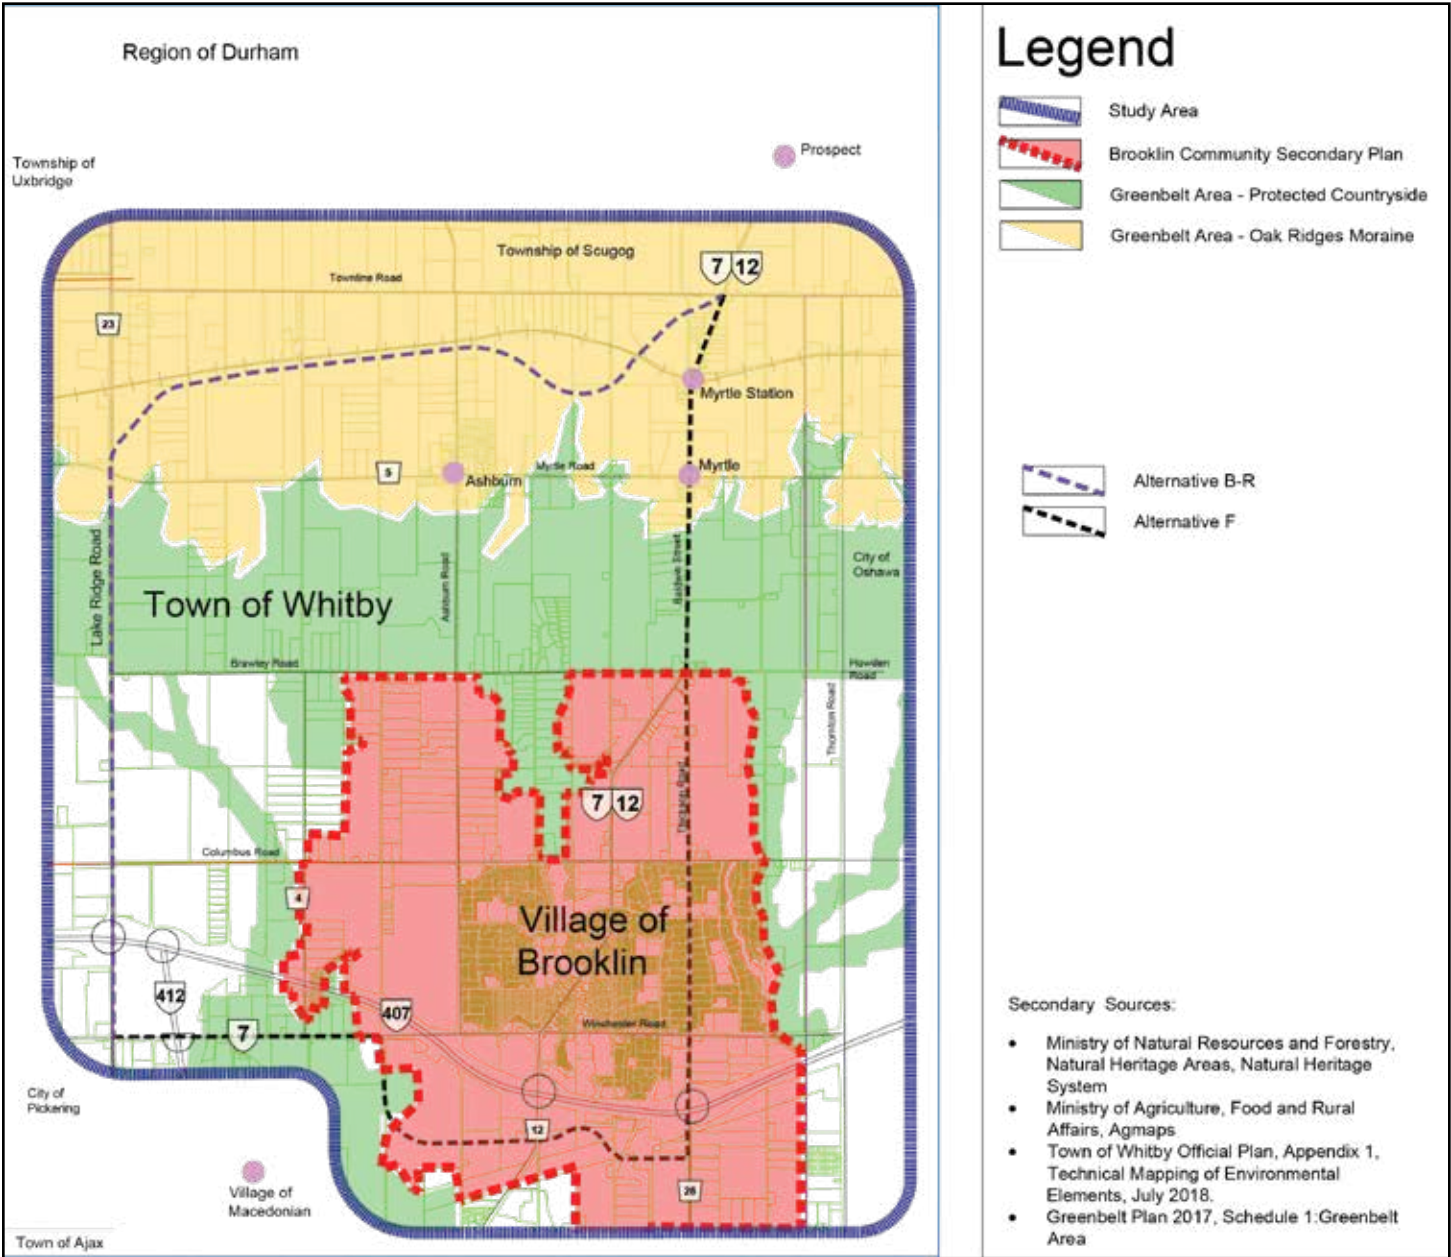 Region of Durham
Township of
Uxbridge
Prospect
Township of Scugog
7 12
Townline Road
23
Myrtle Station
5
Ashburn
Myrtle Road
Myrtle
Lake Ridge Road
Ashburn Road
Baldwin Street
City of
Oshawa
Town of Whitby
Brawley Road
Howden
Road
Thornton Road
7 12
Thickson Road
Columbus Road
4
Village of
Brooklin
412
407
7
Winchester Road
City of
Pickering
12
26
Village of
Macedonian
Town of Ajax
Legend
Study Area
Brooklin Community Secondary Plan
Greenbelt Area - Protected Countryside
Greenbelt Area - Oak Ridges Moraine
Alternative B-R
Alternative F
Secondary Sources:
• Ministry of Natural Resources and Forestry,
Natural Heritage Areas, Natural Heritage
System
• Ministry of Agriculture, Food and Rural
Affairs, Agmaps
• Town of Whitby Official Plan, Appendix 1,
Technical Mapping of Environmental
Elements, July 2018.
• Greenbelt Plan 2017, Schedule 1:Greenbelt
Area